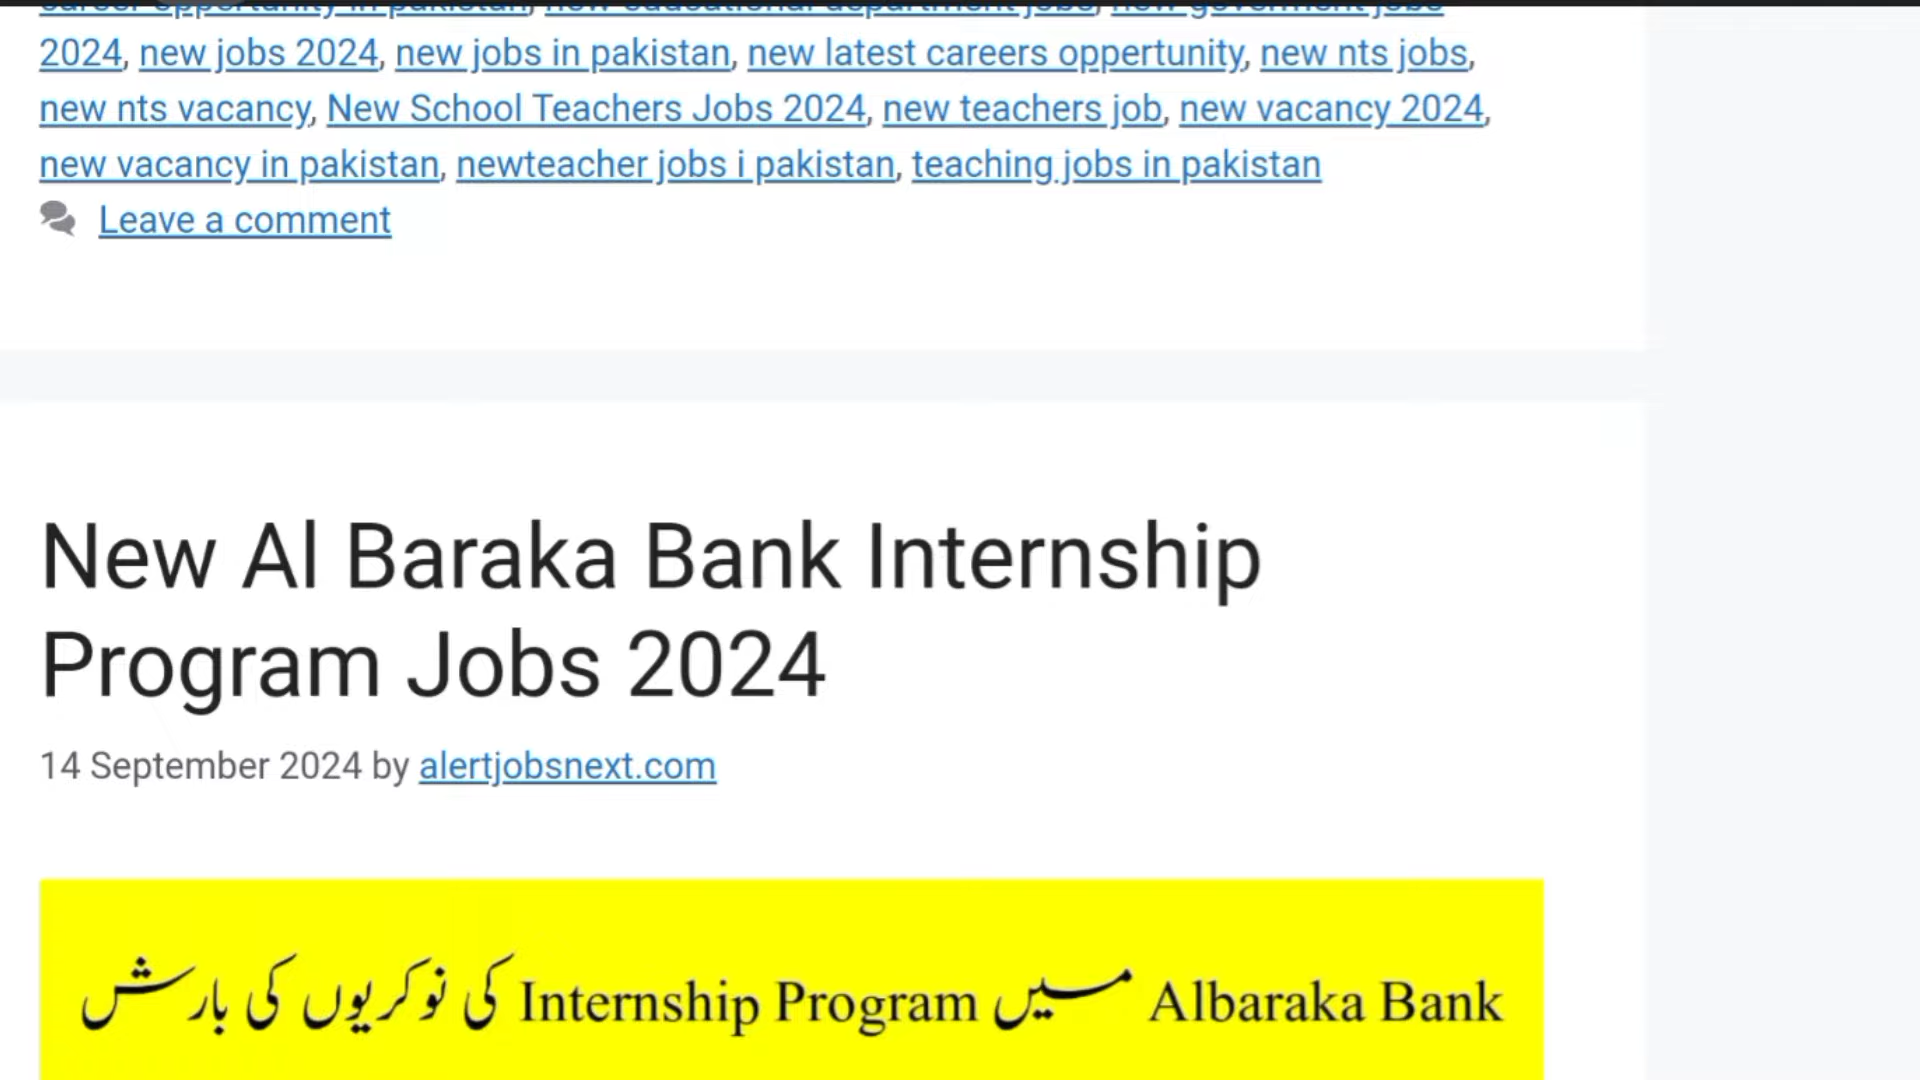 career oppertunity in pakistan, new educational department jobs, new goverment jobs
2024, new jobs 2024, new jobs in pakistan, new latest careers oppertunity, new nts jobs,
new nts vacancy, New School Teachers Jobs 2024, new teachers job, new vacancy 2024,
new vacancy in pakistan, newteacher jobs i pakistan, teaching jobs in pakistan
Leave a comment
New Al Baraka Bank Internship
Program Jobs 2024
14 September 2024 by alertjobsnext.com
Albaraka Bank میں Internship Program کی نوکریوں کی بارش